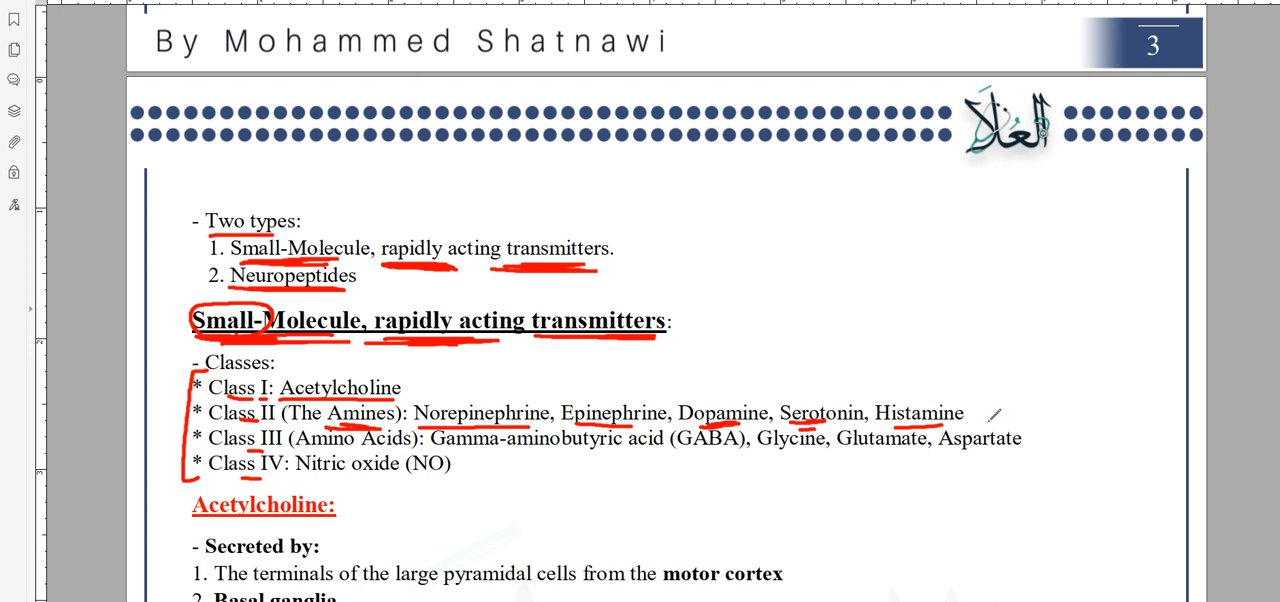 By Mohammed Shatnawi
3
العلا
- Two types:
1. Small-Molecule, rapidly acting transmitters.
2. Neuropeptides
Small-Molecule, rapidly acting transmitters:
- Classes:
* Class I: Acetylcholine
* Class II (The Amines): Norepinephrine, Epinephrine, Dopamine, Serotonin, Histamine
* Class III (Amino Acids): Gamma-aminobutyric acid (GABA), Glycine, Glutamate, Aspartate
* Class IV: Nitric oxide (NO)
Acetylcholine:
- Secreted by:
1. The terminals of the large pyramidal cells from the motor cortex
2. Basal ganglia